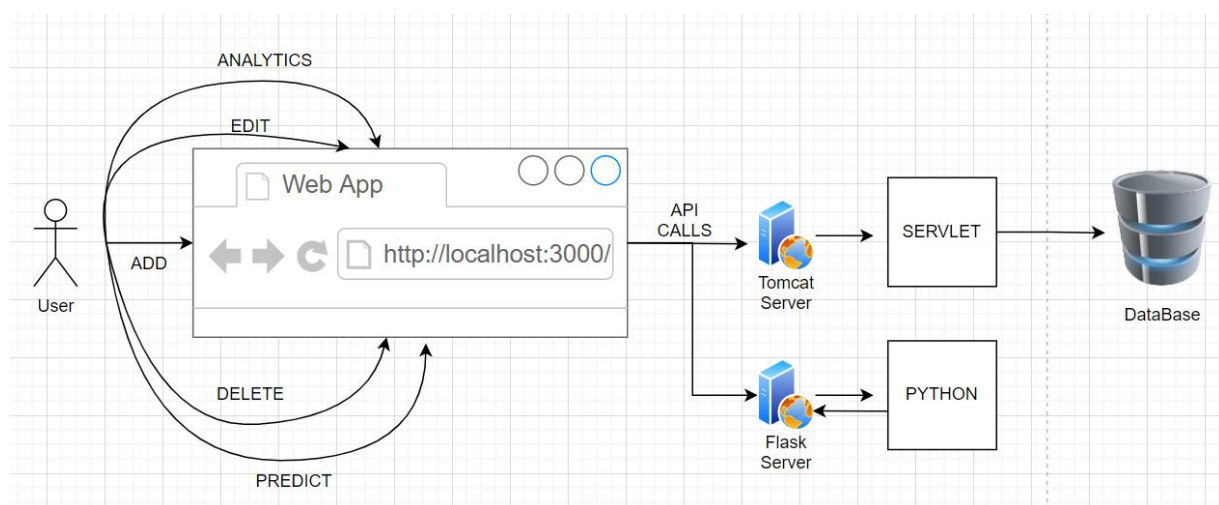 ANALYTICS
EDIT
Web App
http://localhost:3000/
ADD
User
DELETE
PREDICT
API
CALLS
Tomcat
Server
SERVLET
DataBase
Flask
Server
PYTHON